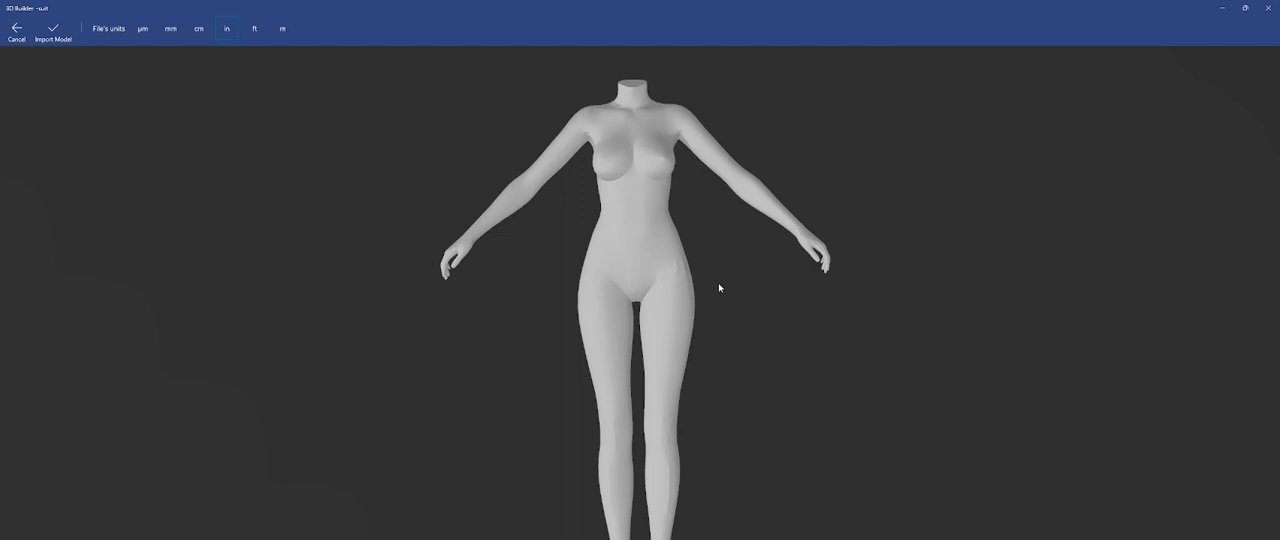 3D Builder -suit
Cancel
Import Model
File's units
µm
mm
cm
in
ft
m